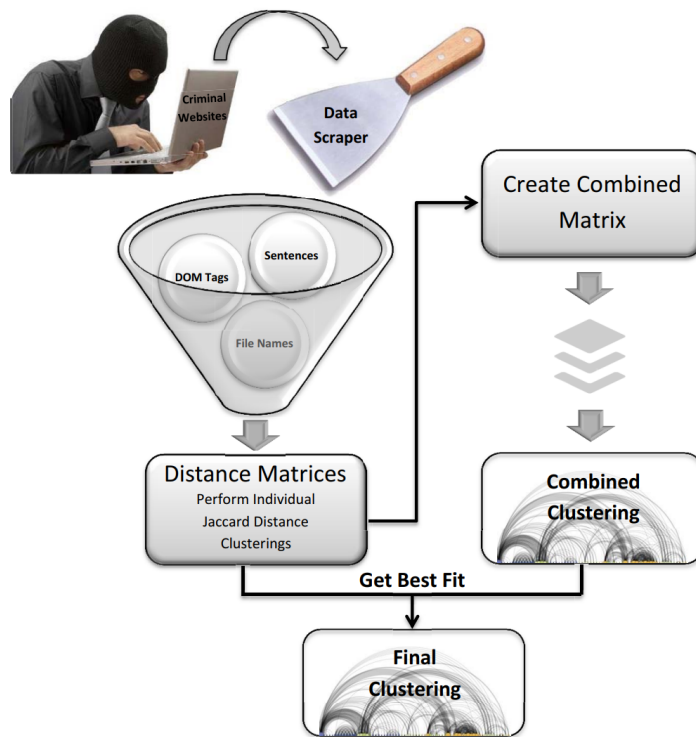 Criminal
Websites
Data
Scraper
Create Combined
Matrix
Sentences
DOM Tags
File Names
Distance Matrices
Perform Individual
Jaccard Distance
Clusterings
Combined
Clustering
Get Best Fit
Final
Clustering